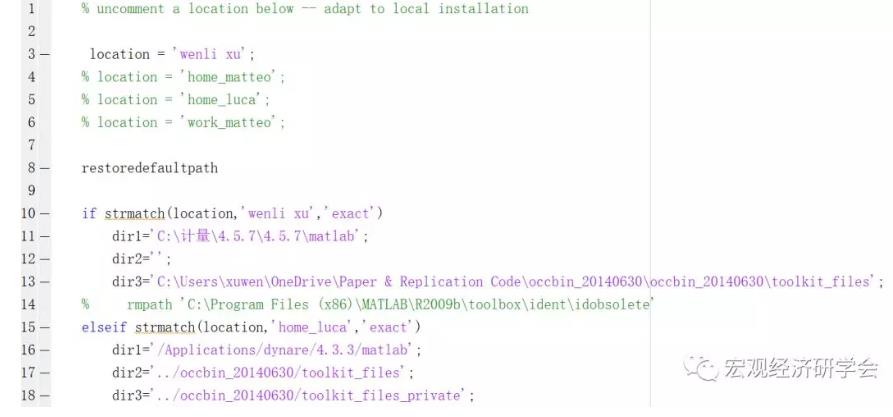 1 % uncomment a location below -- adapt to local installation
2
3 — location = 'wenli xu';
4 % location = 'home_matteo';
5 % location = 'home_luca';
6 % location = 'work_matteo';
7
8 — restoredefaultpath
9
10 — if strmatch(location,'wenli xu','exact')
11 — dir1='C:\计量\4.5.7\4.5.7\matlab';
12 — dir2='';
13 — dir3='C:\Users\xuwen\OneDrive\Paper & Replication Code\occbin_20140630\occbin_20140630\toolkit_files';
14 % rmpath 'C:\Program Files (x86)\MATLAB\R2009b\toolbox\ident\idobsolete'
15 — elseif strmatch(location,'home_luca','exact')
16 — dir1='/Applications/dynare/4.3.3/matlab';
17 — dir2='../occbin_20140630/toolkit_files';
18 — dir3='../occbin_20140630/toolkit_files_private';
宏观经济研学会